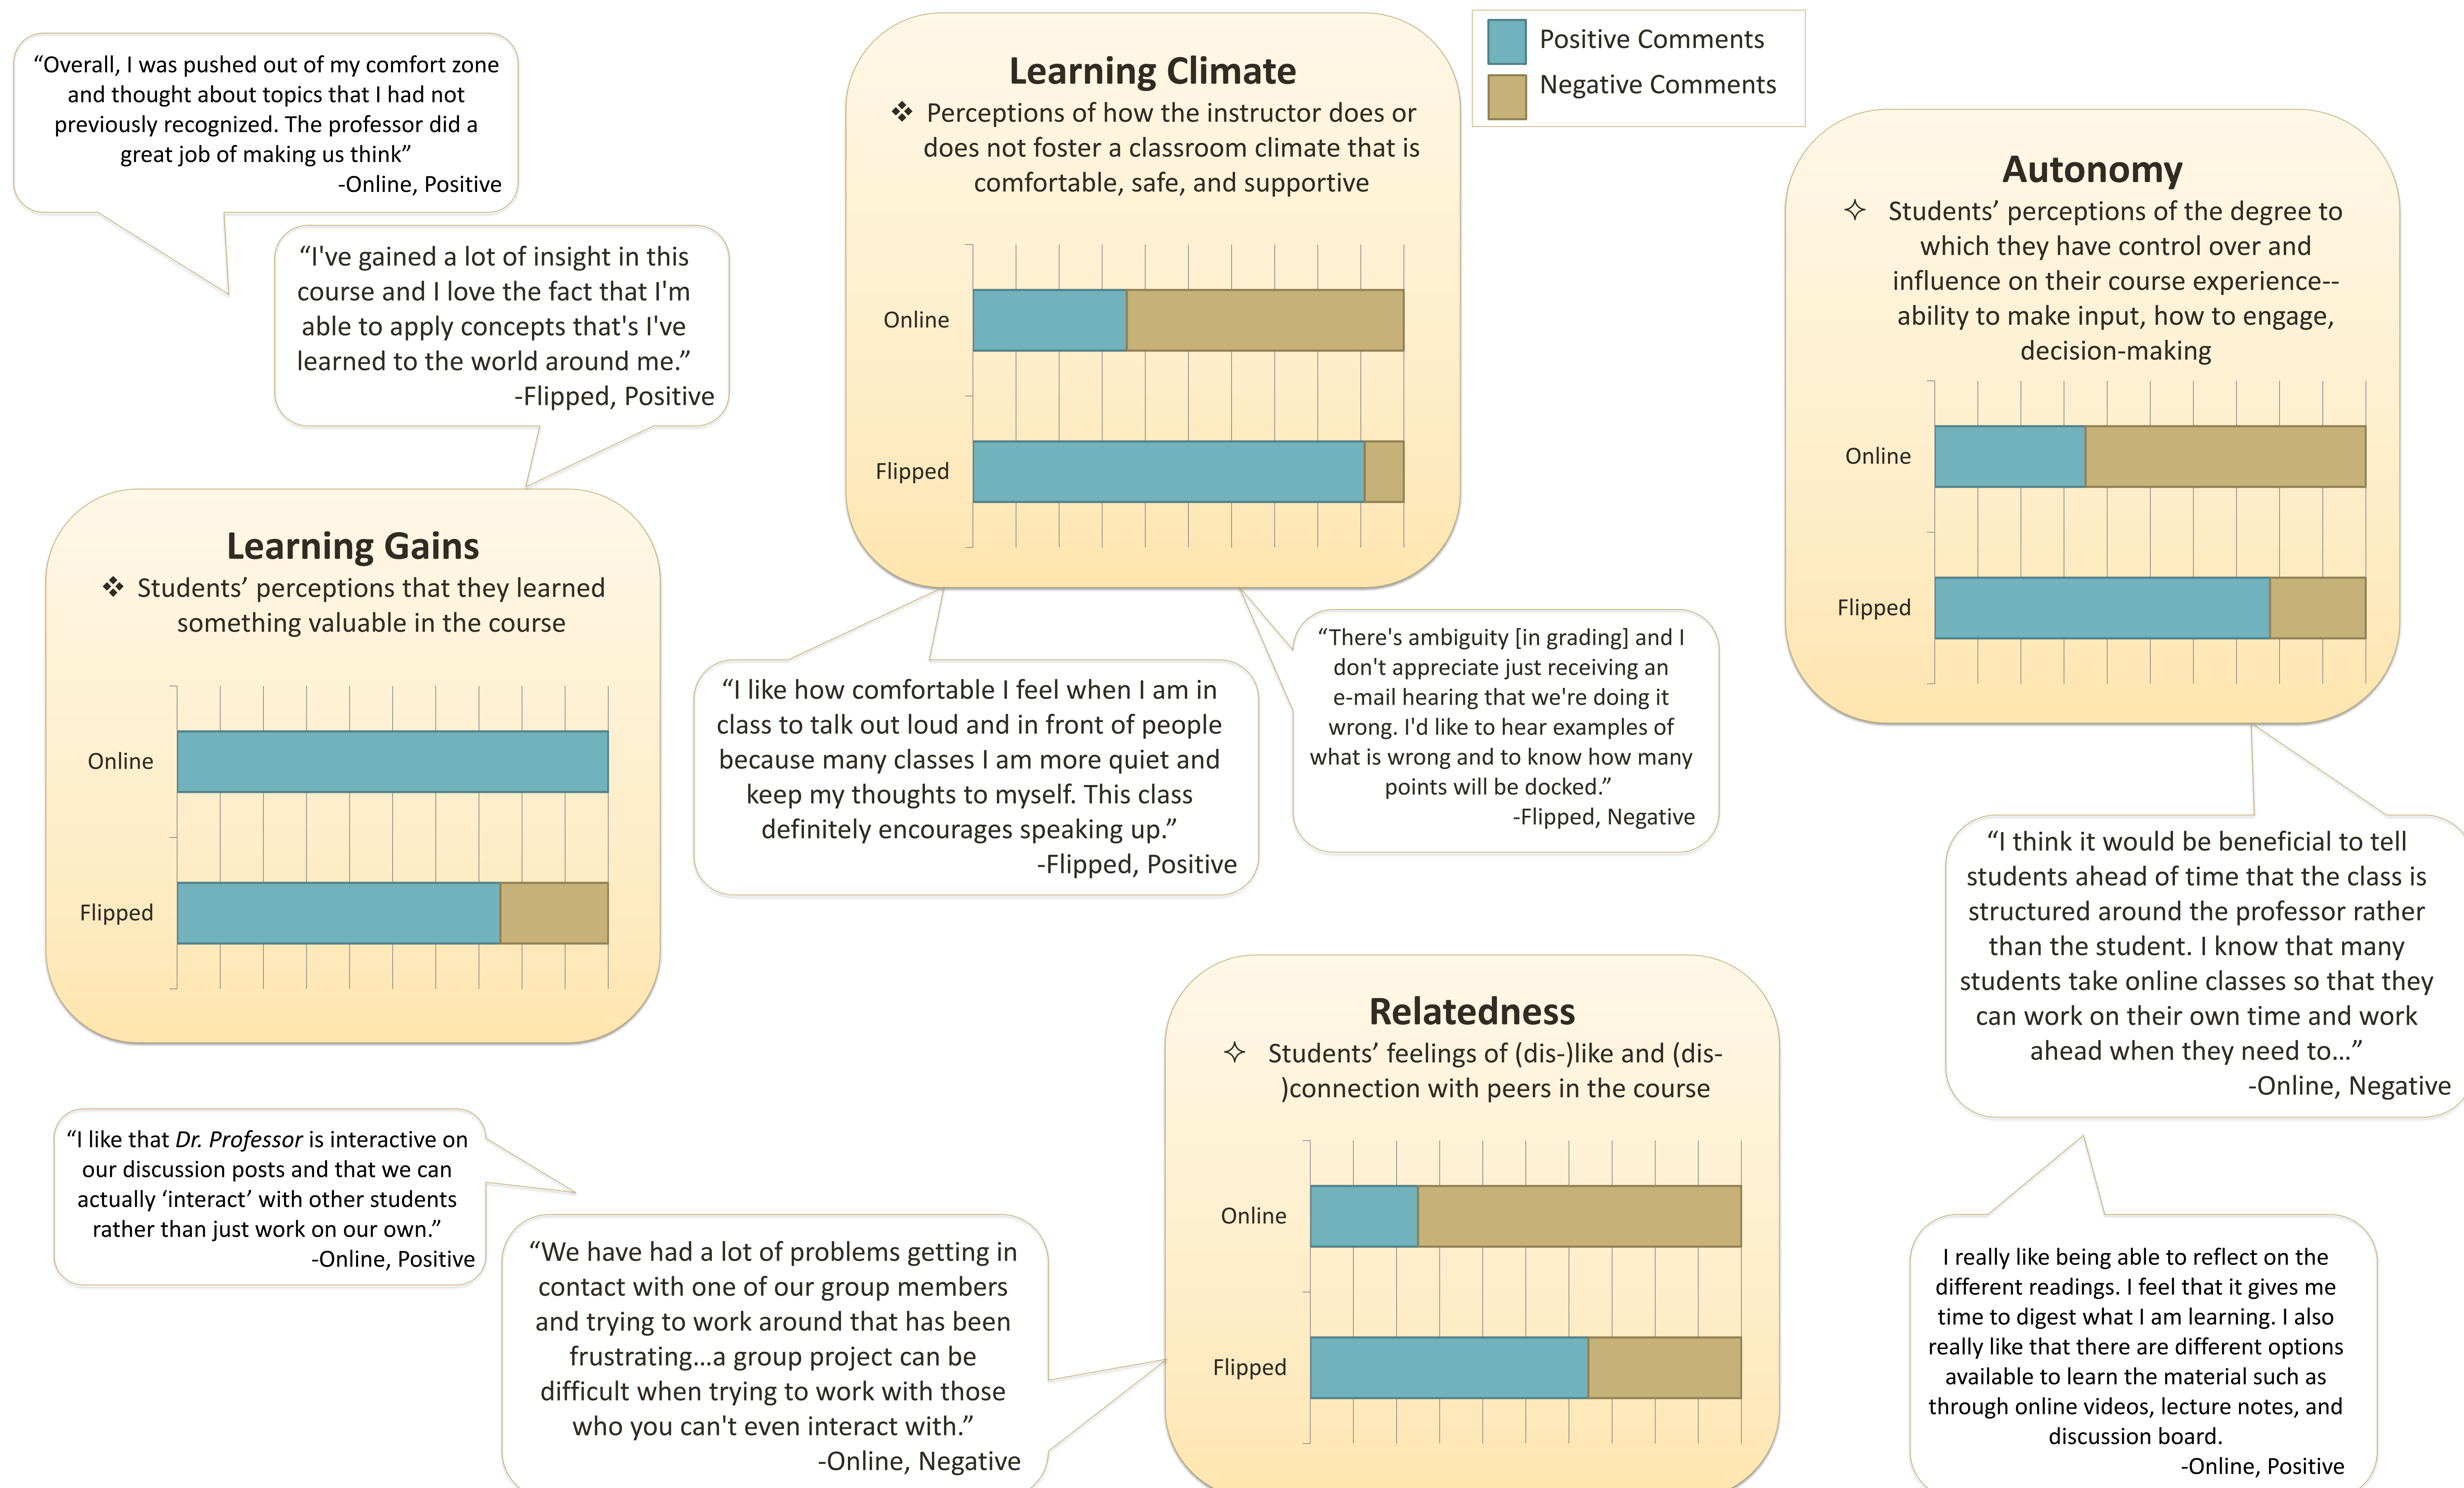 “Overall, I was pushed out of my comfort zone
and thought about topics that I had not
previously recognized. The professor did a
great job of making us think”
-Online, Positive
“I've gained a lot of insight in this
course and I love the fact that I'm
able to apply concepts that's I've
learned to the world around me.”
-Flipped, Positive
Learning Gains
❖ Students’ perceptions that they learned
something valuable in the course
Online
Flipped
Learning Climate
❖ Perceptions of how the instructor does or
does not foster a classroom climate that is
comfortable, safe, and supportive
Online
Flipped
Positive Comments
Negative Comments
“I like how comfortable I feel when I am in
class to talk out loud and in front of people
because many classes I am more quiet and
keep my thoughts to myself. This class
definitely encourages speaking up.”
-Flipped, Positive
“There's ambiguity [in grading] and I
don't appreciate just receiving an
e-mail hearing that we're doing it
wrong. I'd like to hear examples of
what is wrong and to know how many
points will be docked.”
-Flipped, Negative
Autonomy
✧ Students’ perceptions of the degree to
which they have control over and
influence on their course experience--
ability to make input, how to engage,
decision-making
Online
Flipped
“I think it would be beneficial to tell
students ahead of time that the class is
structured around the professor rather
than the student. I know that many
students take online classes so that they
can work on their own time and work
ahead when they need to…”
-Online, Negative
“I like that Dr. Professor is interactive on
our discussion posts and that we can
actually ‘interact’ with other students
rather than just work on our own.”
-Online, Positive
“We have had a lot of problems getting in
contact with one of our group members
and trying to work around that has been
frustrating…a group project can be
difficult when trying to work with those
who you can't even interact with.”
-Online, Negative
Relatedness
✧ Students’ feelings of (dis-)like and (dis-
)connection with peers in the course
Online
Flipped
I really like being able to reflect on the
different readings. I feel that it gives me
time to digest what I am learning. I also
really like that there are different options
available to learn the material such as
through online videos, lecture notes, and
discussion board.
-Online, Positive